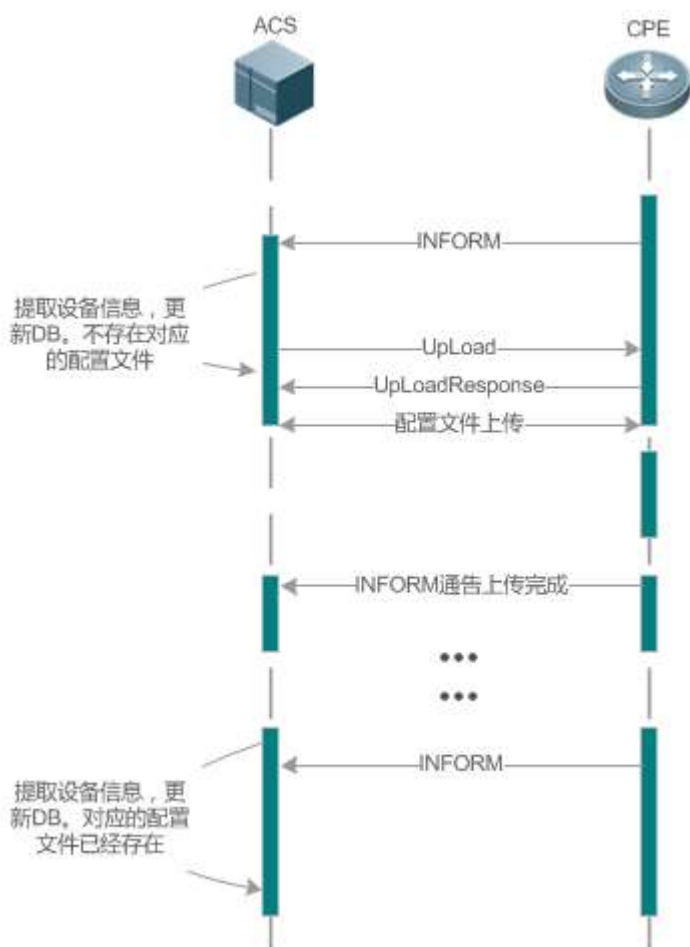 ACS
CPE
INFORM
提取设备信息，更
新DB。不存在对应
的配置文件
UpLoad
UpLoadResponse
配置文件上传
INFORM通告上传完成
•••
•••
INFORM
提取设备信息，更
新DB。对应的配置
文件已经存在